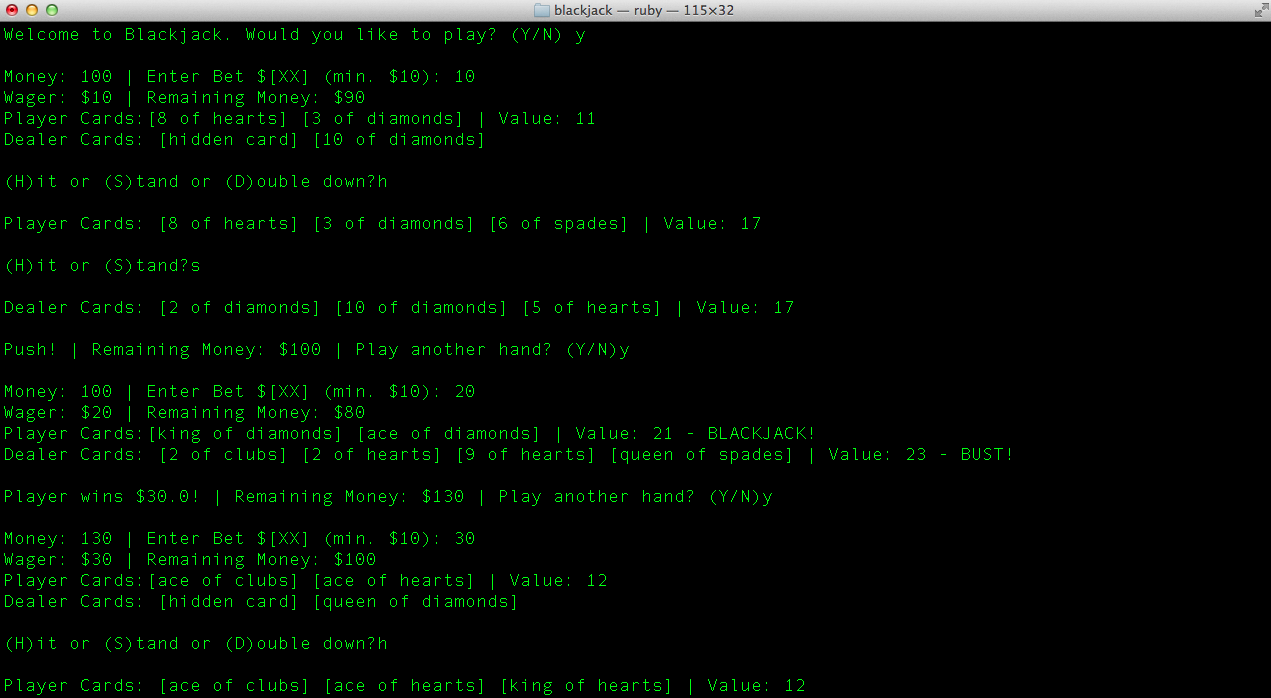 blackjack — ruby — 115×32
Welcome to Blackjack. Would you like to play? (Y/N) y
Money: 100 | Enter Bet $[XX] (min. $10): 10
Wager: $10 | Remaining Money: $90
Player Cards:[8 of hearts] [3 of diamonds] | Value: 11
Dealer Cards: [hidden card] [10 of diamonds]
(H)it or (S)tand or (D)ouble down?h
Player Cards: [8 of hearts] [3 of diamonds] [6 of spades] | Value: 17
(H)it or (S)tand?s
Dealer Cards: [2 of diamonds] [10 of diamonds] [5 of hearts] | Value: 17
Push! | Remaining Money: $100 | Play another hand? (Y/N)y
Money: 100 | Enter Bet $[XX] (min. $10): 20
Wager: $20 | Remaining Money: $80
Player Cards:[king of diamonds] [ace of diamonds] | Value: 21 - BLACKJACK!
Dealer Cards: [2 of clubs] [2 of hearts] [9 of hearts] [queen of spades] | Value: 23 - BUST!
Player wins $30.0! | Remaining Money: $130 | Play another hand? (Y/N)y
Money: 130 | Enter Bet $[XX] (min. $10): 30
Wager: $30 | Remaining Money: $100
Player Cards:[ace of clubs] [ace of hearts] | Value: 12
Dealer Cards: [hidden card] [queen of diamonds]
(H)it or (S)tand or (D)ouble down?h
Player Cards: [ace of clubs] [ace of hearts] [king of hearts] | Value: 12